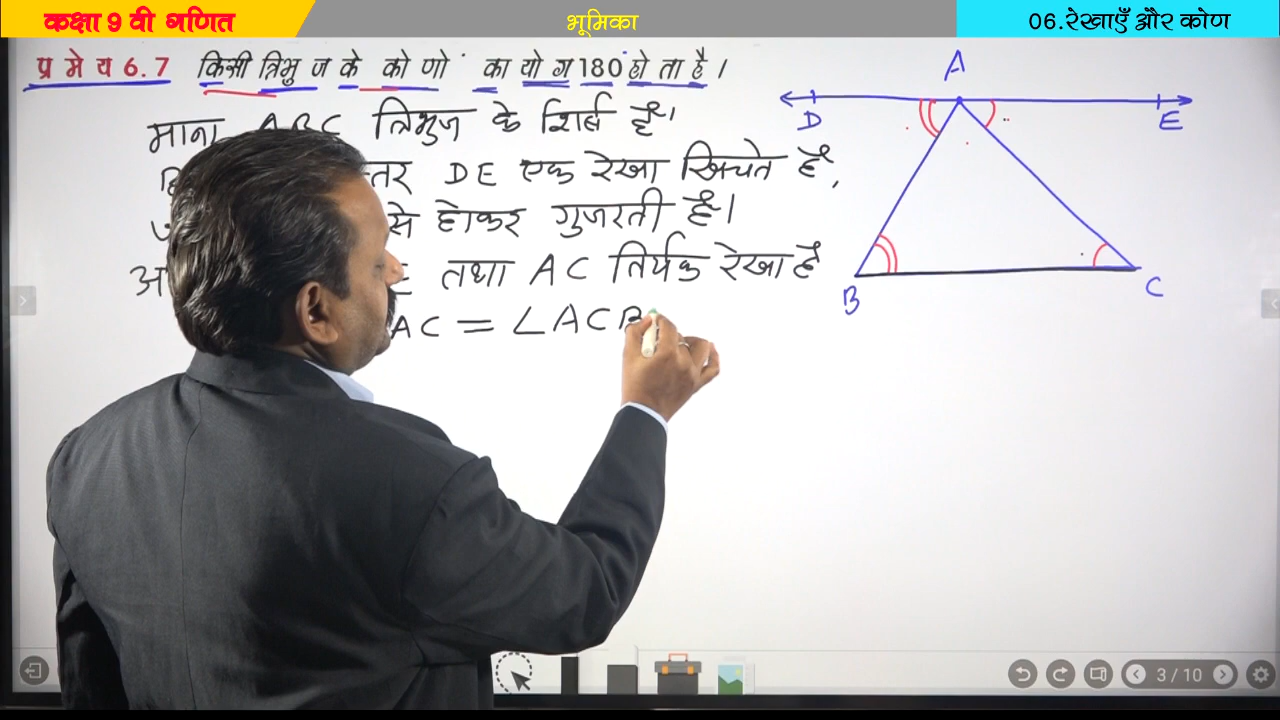 कक्षा 9 वी गणित
भूमिका
06.रेखाएँ और कोण
प्र मे य 6.7 किसी त्रिभु ज के को णो ं का यो ग 180 हो ता है ।
माना ABC त्रिभुज के शिर्ष है।
तर DE एक रेखा खिचते है,
से होकर गुजरती है।
तथा AC तिर्यक रेखा है
AC = ∠ACB
A
D
E
B
C
3 / 10